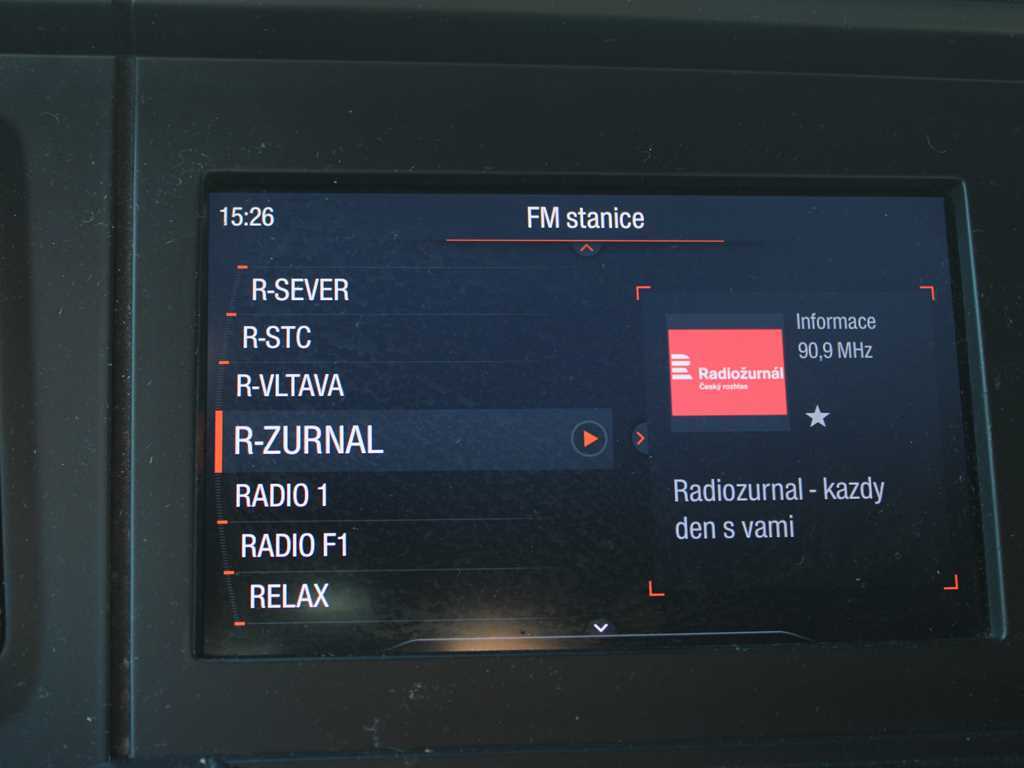 15:26
FM stanice
R-SEVER
R-STC
R-VLTAVA
R-ZURNAL
RADIO 1
RADIO F1
RELAX
Informace
90,9 MHz
Radiožurnál
Český rozhlas
Radiozurnal - kazdy
den s vami